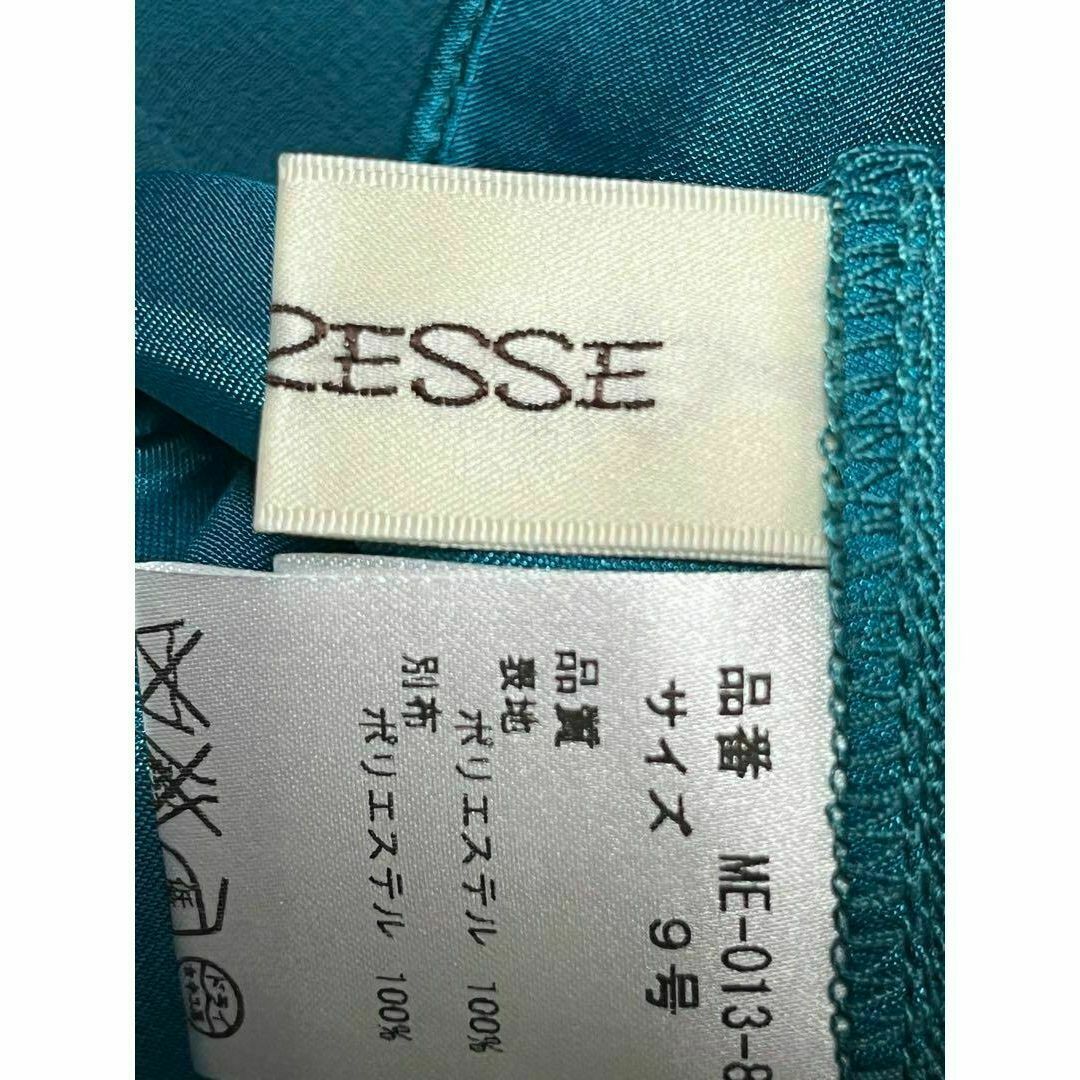 RESSE
品番 ME-013-8
サイズ 9号
品質
表地
ポリエステル 100%
別布
ポリエステル 100%